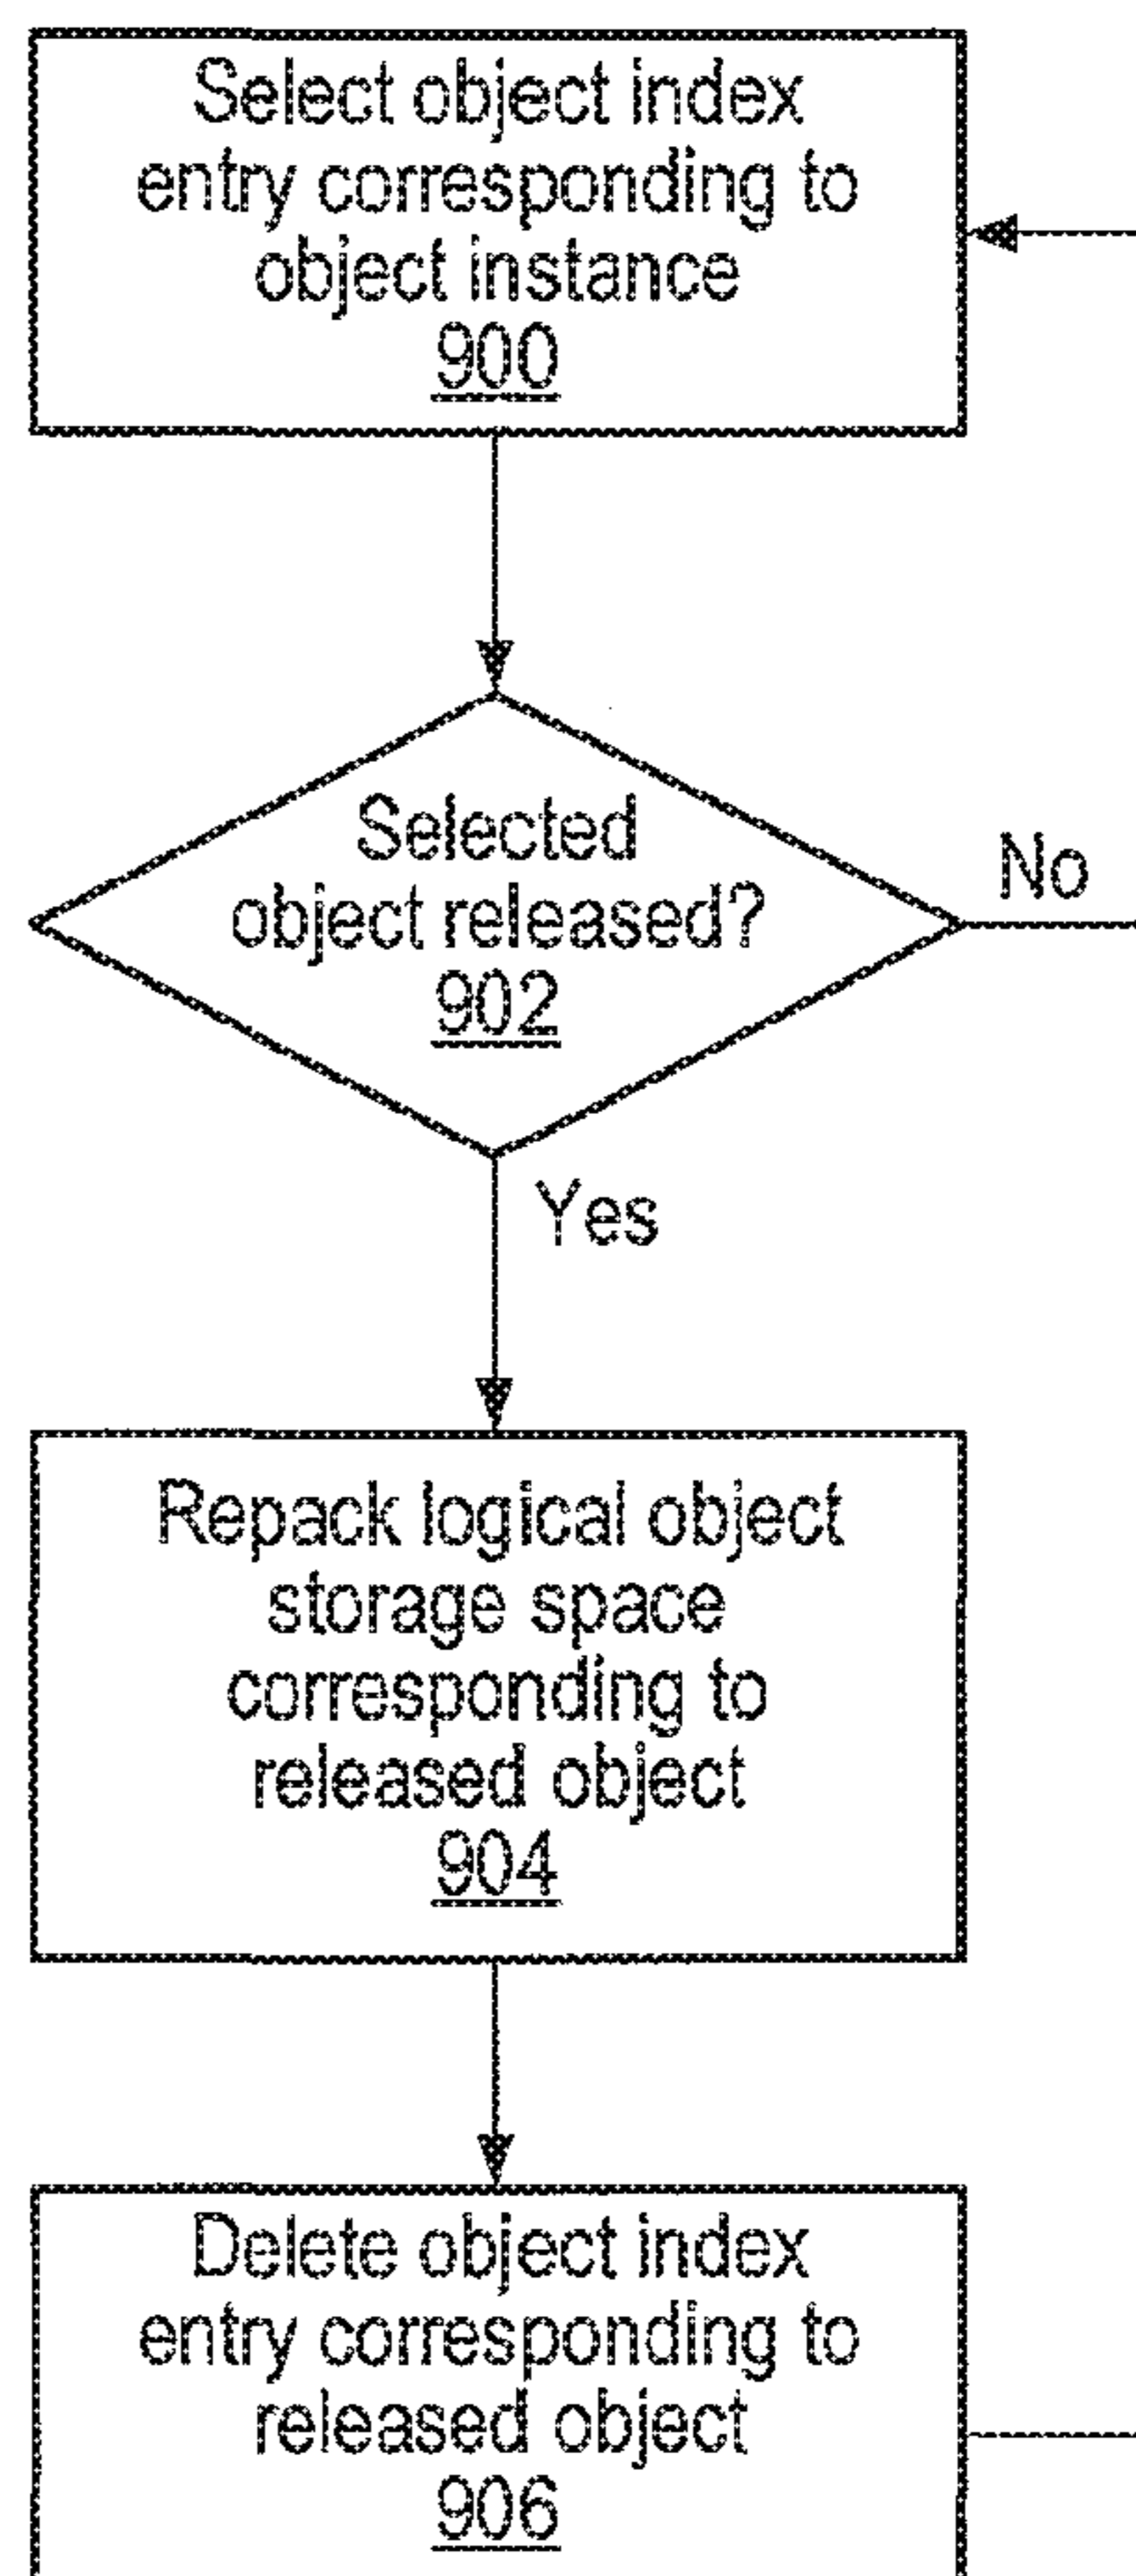 Select object index
entry corresponding to
object instance
900
Selected
object released?
902
No
Yes
Repack logical object
storage space
corresponding to
released object
904
Delete object index
entry corresponding to
released object
906